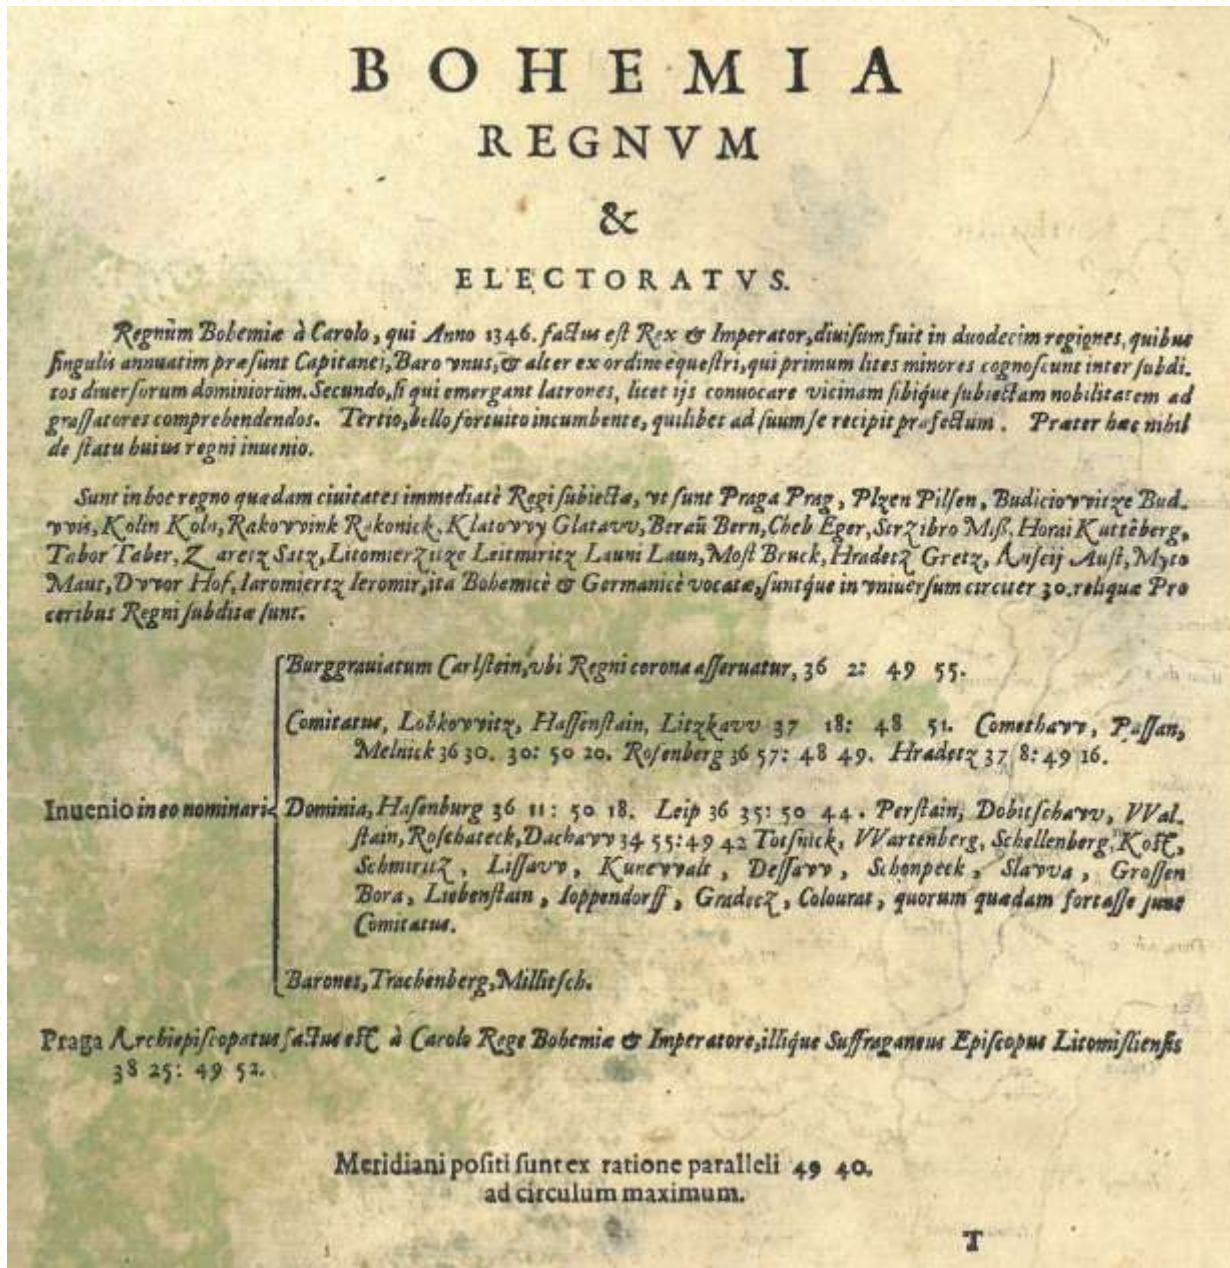 BOHEMIA
REGNVM
&
ELECTORATVS.
Regnũm Bohemiæ à Carolo, qui Anno 1346. factus est Rex & Imperator, diuisum fuit in duodecim regiones, quibus
singulis annuatim præsunt Capitanei, Baro vnus, & alter ex ordine equestri, qui primum lites minores cognoscunt inter subdi.
tos diuersorum dominiorũm. Secundo, si qui emergant latrones, licet ijs conuocare vicinam sibíque subiectam nobilitatem ad
grassatores comprehendendos. Tertio, bello fortuito incumbente, quilibet ad suum se recipit præfectum. Præter hæc nihil
de statu huius regni inuenio.
Sunt in hoc regno quædam ciuitates immediatè Regi subiectæ, vt sunt Praga Prag, Plzen Pilsen, Budiciovvitze Bud-
vvis, Kolin Koln, Rakovvink Rakonick, Klatovvy Glatavv, Beraũ Bern, Cheb Eger, Strzibro Miß, Horai Kuttẽberg,
Tabor Taber, Zaretz Satz, Litomierzitze Leitmiritz Launi Laun, Most Bruck, Hradetz Gretz, Auscij Aust, Myto
Maut, Dvvor Hof, Iaromiertz Ieromir, ita Bohemicè & Germanicè vocatæ, suntque in vniuersum circiter 30. reliquæ Pro
ceribus Regni subditæ sunt.
Burggrauiatum Carlstein, vbi Regni corona asseruatur, 36 2: 49 55.
Comitatus, Lobkovvitz, Hassenstain, Litzkavv 37 18: 48 51. Comethavv, Passan,
Melnick 36 30. 30: 50 20. Rosenberg 36 57: 48 49. Hradetz 37 8: 49 16.
Inuenio in eo nominari Dominia, Hasenburg 36 11: 50 18. Leip 36 35: 50 44. Perstain, Dobitschavv, VVal.
stain, Roschateck, Dachavv 34 55: 49 42 Totsnick, VVartenberg, Schellenberg, Kost,
Schmiritz, Lissavv, Kunevvalt, Dessavv, Schonpeck, Slavva, Grossen
Bora, Liebenstain, Ioppendorff, Gradetz, Colourat, quorum quædam fortasse sunt
Comitatus.
Barones, Trachenberg, Millitsch.
Praga Archiepiscopatus factus est à Carolo Rege Bohemiæ & Imperatore, illíque Suffraganeus Episcopus Litomisliensis
38 25: 49 52.
Meridiani positi sunt ex ratione paralleli 49 40.
ad circulum maximum.
T